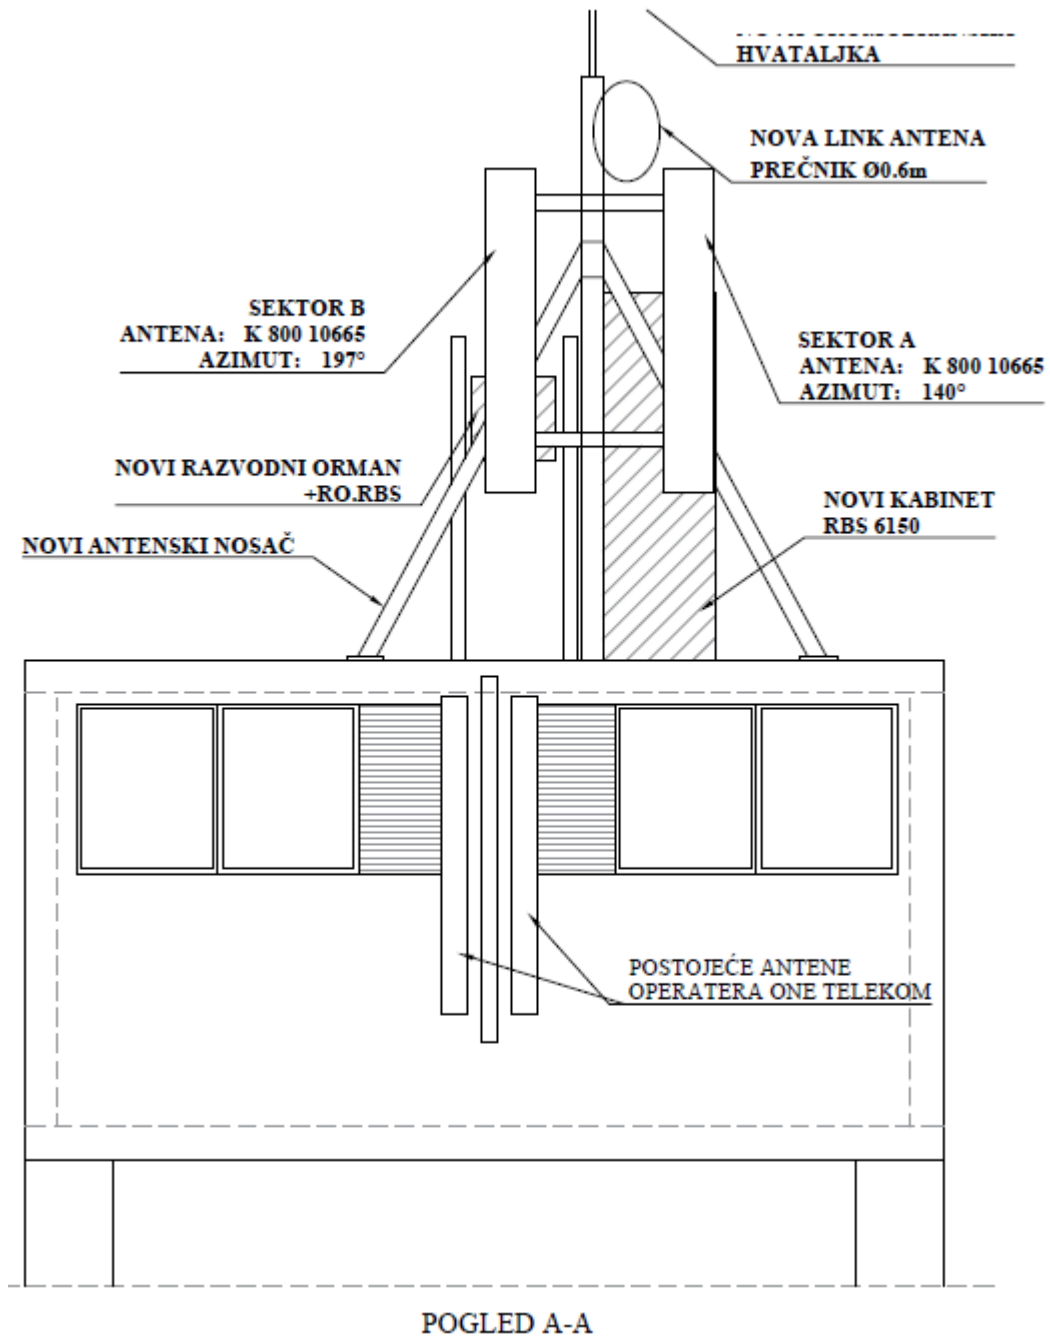 HVATALJKA
NOVA LINK ANTENA
PREČNIK Ø0.6m
SEKTOR B
ANTENA: K 800 10665
AZIMUT: 197°
SEKTOR A
ANTENA: K 800 10665
AZIMUT: 140°
NOVI RAZVODNI ORMAN
+RO.RBS
NOVI KABINET
RBS 6150
NOVI ANTENSKI NOSAČ
POSTOJEĆE ANTENE
OPERATERA ONE TELEKOM
POGLED A-A